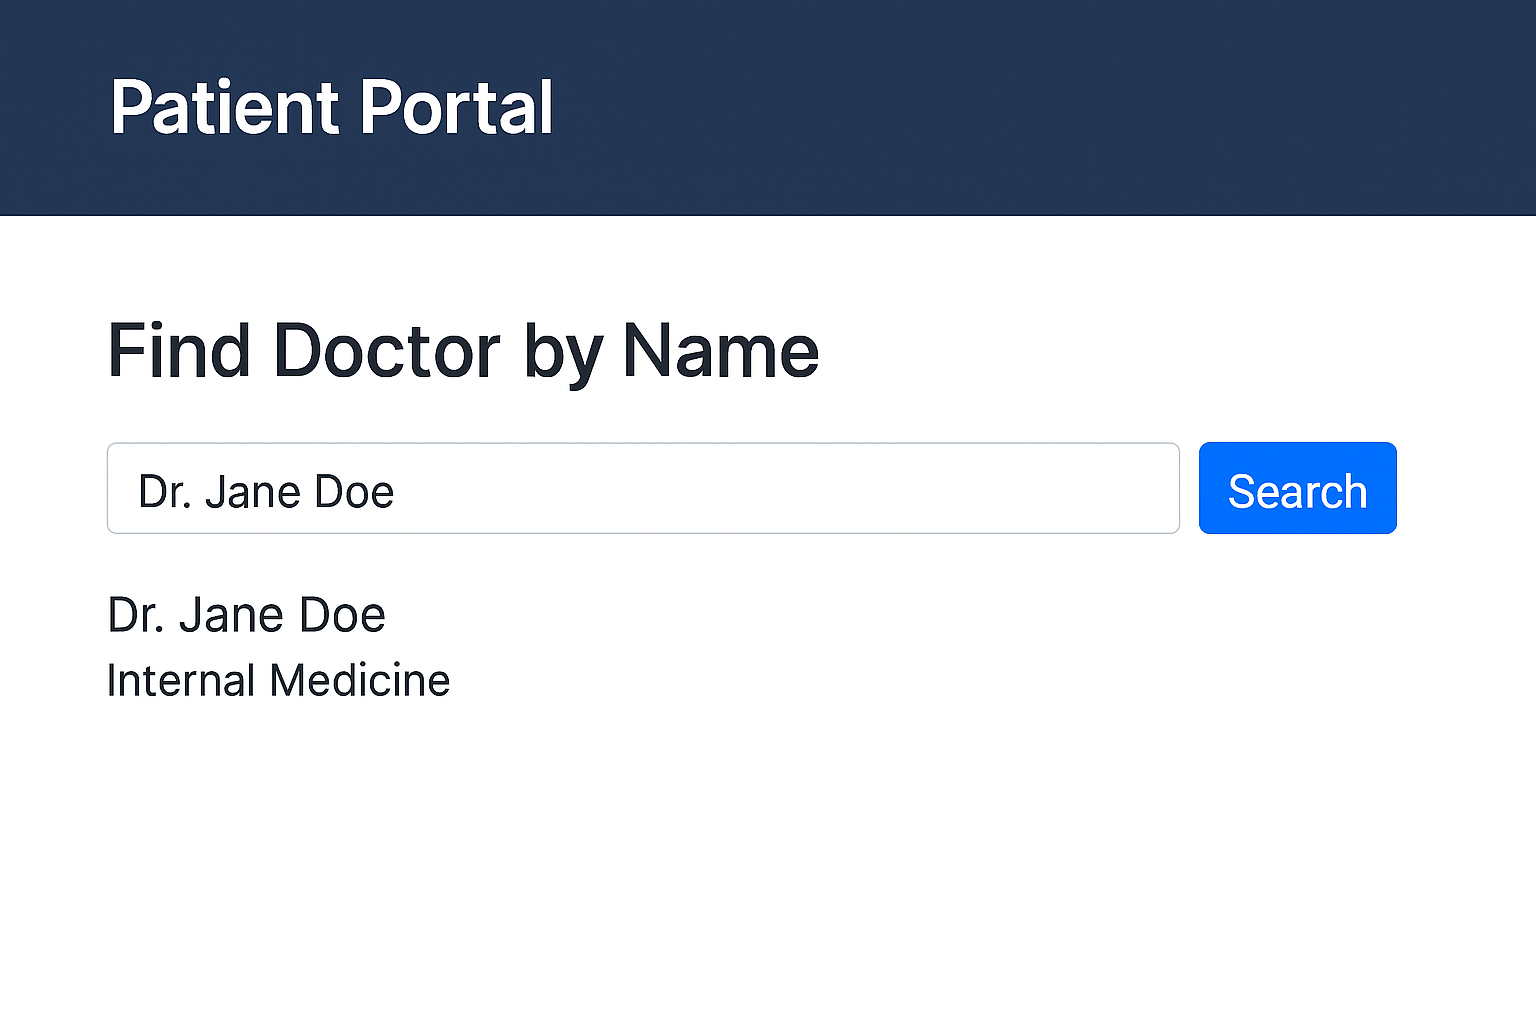 Patient Portal
Find Doctor by Name
Dr. Jane Doe
Search
Dr. Jane Doe
Internal Medicine